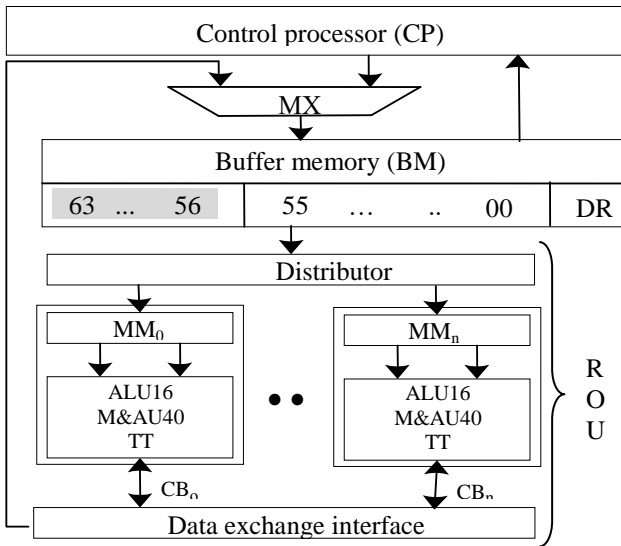 Control processor (CP)
MX
Buffer memory (BM)
63 ... 56 55 ... .. 00 DR
Distributor
MM₀ MMₙ
ALU16 ALU16
M&AU40 M&AU40
TT TT
R
O
U
CBₒ CBₙ
Data exchange interface